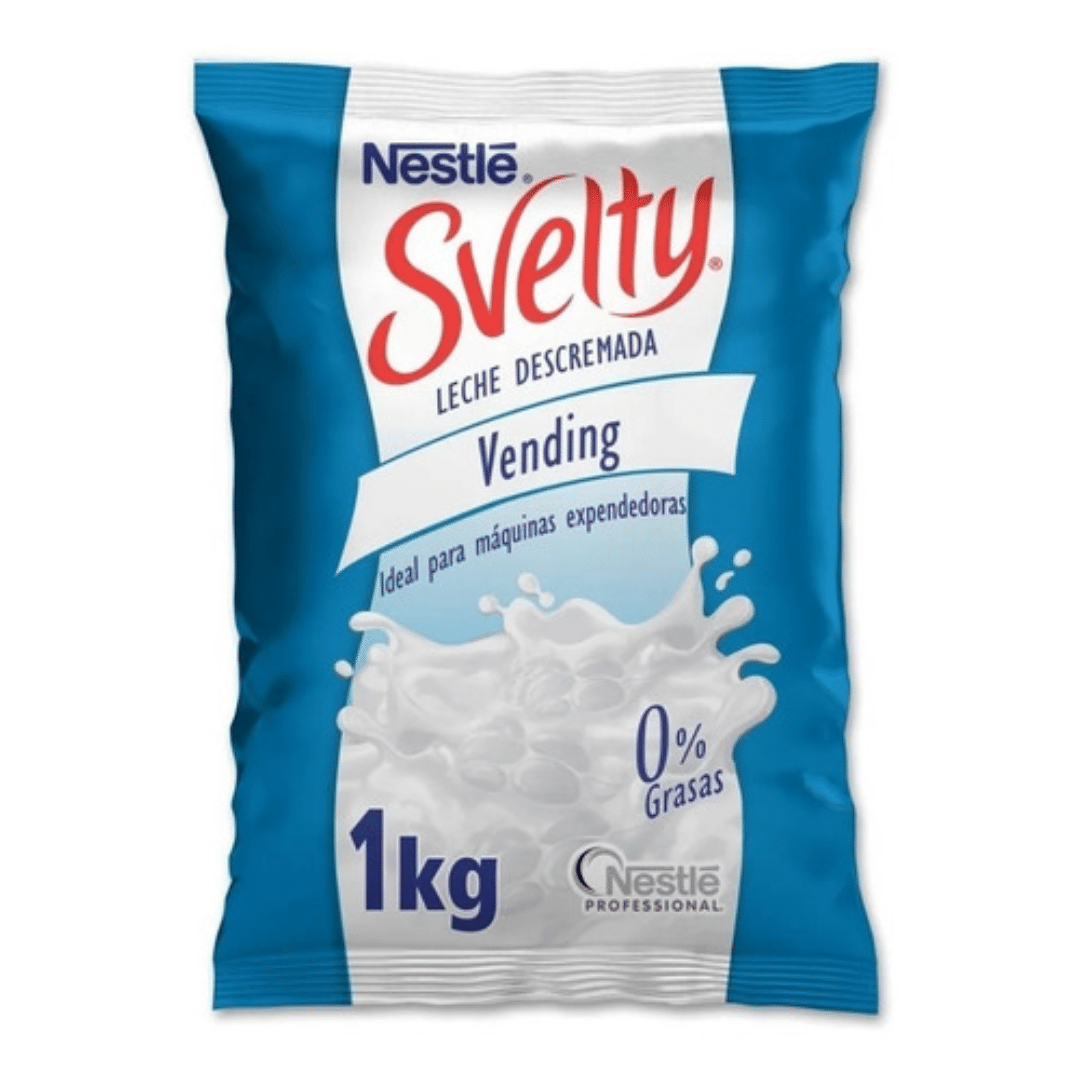 Nestlé®
Svelty®
LECHE DESCREMADA
Vending
Ideal para máquinas expendedoras
0%
Grasas
1kg
Nestlé
PROFESSIONAL.